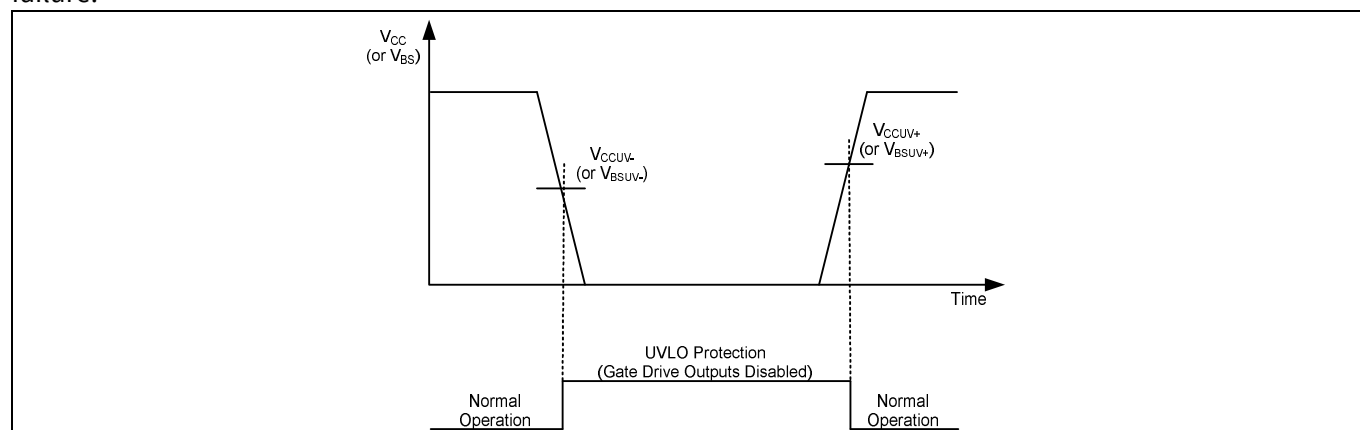 failure.
V_CC
(or V_BS)
V_CCUV-
(or V_BSUV-)
V_CCUV+
(or V_BSUV+)
Time
UVLO Protection
(Gate Drive Outputs Disabled)
Normal
Operation
Normal
Operation